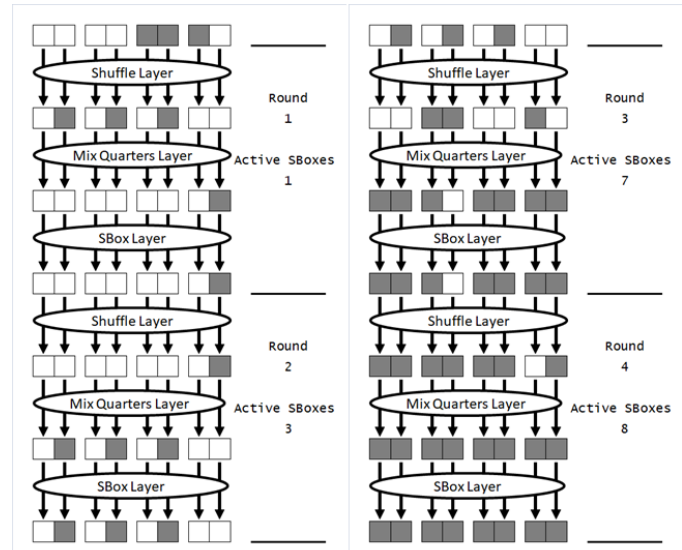 Shuffle Layer
Round
1
Mix Quarters Layer
Active SBoxes
1
SBox Layer
Shuffle Layer
Round
2
Mix Quarters Layer
Active SBoxes
3
SBox Layer
Shuffle Layer
Round
3
Mix Quarters Layer
Active SBoxes
7
SBox Layer
Shuffle Layer
Round
4
Mix Quarters Layer
Active SBoxes
8
SBox Layer